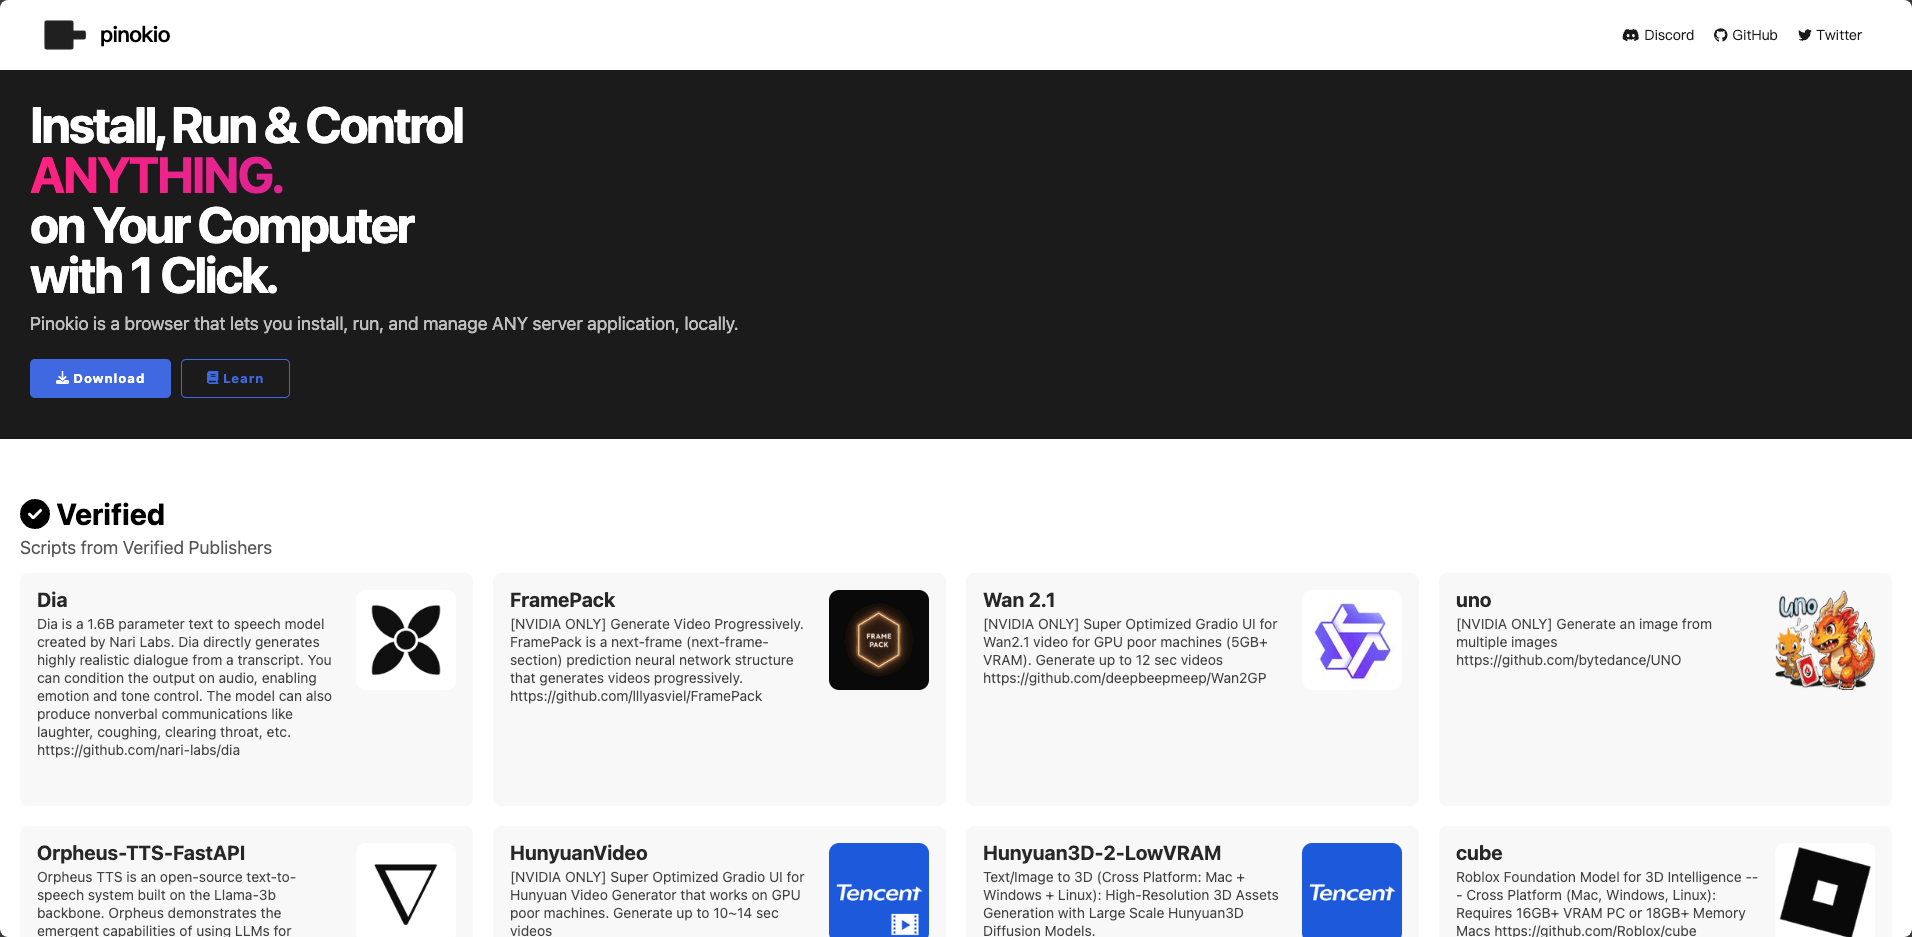 pinokio
Discord GitHub Twitter
Install, Run & Control
ANYTHING.
on Your Computer
with 1 Click.
Pinokio is a browser that lets you install, run, and manage ANY server application, locally.
Download Learn
Verified
Scripts from Verified Publishers
Dia
Dia is a 1.6B parameter text to speech model
created by Nari Labs. Dia directly generates
highly realistic dialogue from a transcript. You
can condition the output on audio, enabling
emotion and tone control. The model can also
produce nonverbal communications like
laughter, coughing, clearing throat, etc.
https://github.com/nari-labs/dia
FramePack
[NVIDIA ONLY] Generate Video Progressively.
FramePack is a next-frame (next-frame-
section) prediction neural network structure
that generates videos progressively.
https://github.com/lllyasviel/FramePack
FRAME
PACK
Wan 2.1
[NVIDIA ONLY] Super Optimized Gradio UI for
Wan2.1 video for GPU poor machines (5GB+
VRAM). Generate up to 12 sec videos
https://github.com/deepbeepmeep/Wan2GP
uno
[NVIDIA ONLY] Generate an image from
multiple images
https://github.com/bytedance/UNO
uno
Orpheus-TTS-FastAPI
Orpheus TTS is an open-source text-to-
speech system built on the Llama-3b
backbone. Orpheus demonstrates the
emergent capabilities of using LLMs for
HunyuanVideo
[NVIDIA ONLY] Super Optimized Gradio UI for
Hunyuan Video Generator that works on GPU
poor machines. Generate up to 10~14 sec
videos
Tencent
Hunyuan3D-2-LowVRAM
Text/Image to 3D (Cross Platform: Mac +
Windows + Linux): High-Resolution 3D Assets
Generation with Large Scale Hunyuan3D
Diffusion Models.
Tencent
cube
Roblox Foundation Model for 3D Intelligence --
- Cross Platform (Mac, Windows, Linux):
Requires 16GB+ VRAM PC or 18GB+ Memory
Macs https://github.com/Roblox/cube